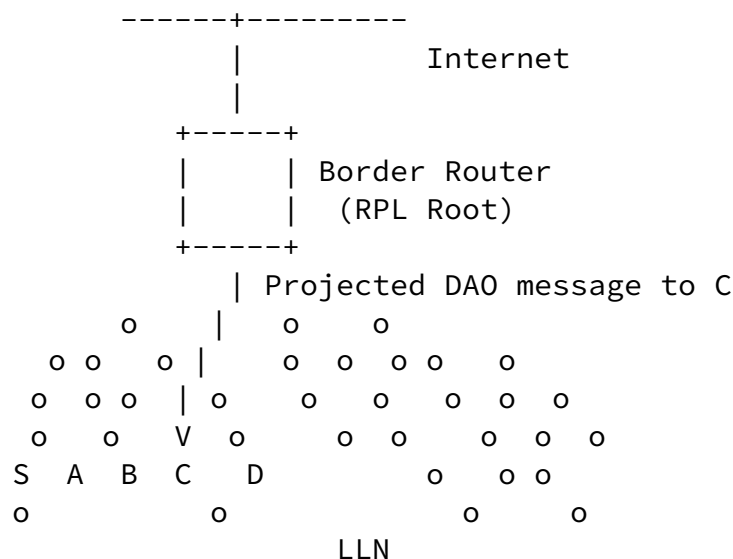 ------+---------
|          Internet
|
+-----+
|     | Border Router
|     |  (RPL Root)
+-----+
| Projected DAO message to C
o    |   o    o
o o   o |    o  o  o o   o
o  o o  | o    o   o   o  o  o
o   o   V  o     o  o    o  o  o
S  A  B  C   D         o   o o
o          o             o     o
LLN